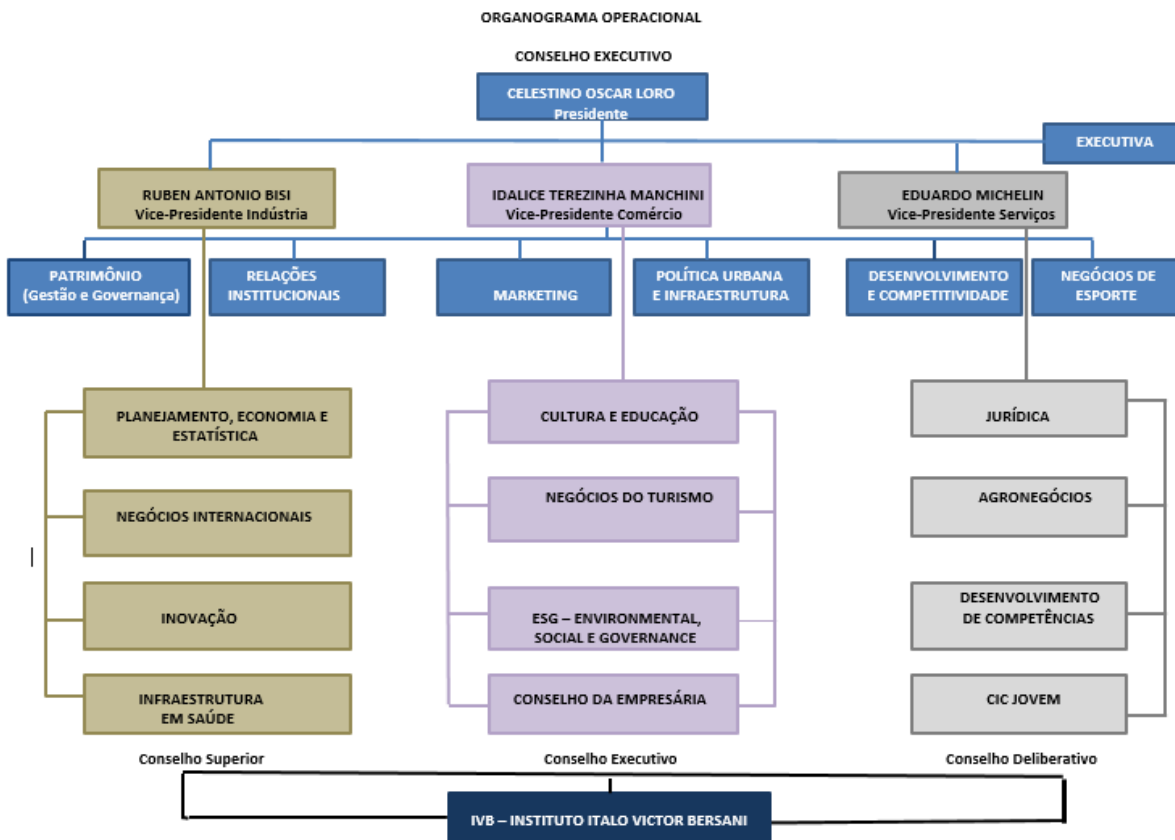 ORGANOGRAMA OPERACIONAL
CONSELHO EXECUTIVO
CELESTINO OSCAR LORO
Presidente
EXECUTIVA
RUBEN ANTONIO BISI
Vice-Presidente Indústria
IDALICE TEREZINHA MANCHINI
Vice-Presidente Comércio
EDUARDO MICHELIN
Vice-Presidente Serviços
PATRIMÔNIO
(Gestão e Governança)
RELAÇÕES
INSTITUCIONAIS
MARKETING
POLÍTICA URBANA
E INFRAESTRUTURA
DESENVOLVIMENTO
E COMPETITIVIDADE
NEGÓCIOS DE
ESPORTE
PLANEJAMENTO, ECONOMIA E
ESTATÍSTICA
CULTURA E EDUCAÇÃO
JURÍDICA
NEGÓCIOS INTERNACIONAIS
NEGÓCIOS DO TURISMO
AGRONEGÓCIOS
INOVAÇÃO
ESG – ENVIRONMENTAL,
SOCIAL E GOVERNANCE
DESENVOLVIMENTO
DE COMPETÊNCIAS
INFRAESTRUTURA
EM SAÚDE
CONSELHO DA EMPRESÁRIA
CIC JOVEM
Conselho Superior
Conselho Executivo
Conselho Deliberativo
IVB – INSTITUTO ITALO VICTOR BERSANI